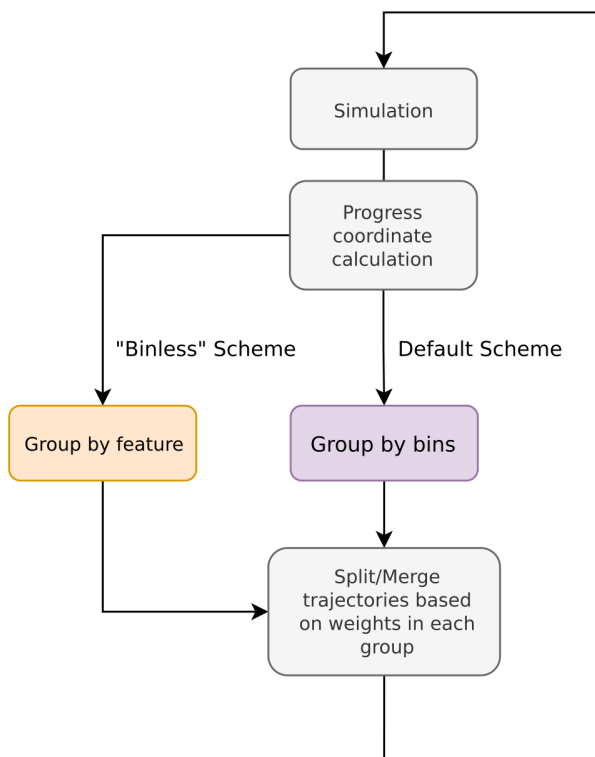 Simulation
Progress
coordinate
calculation
"Binless" Scheme
Default Scheme
Group by feature
Group by bins
Split/Merge
trajectories based
on weights in each
group